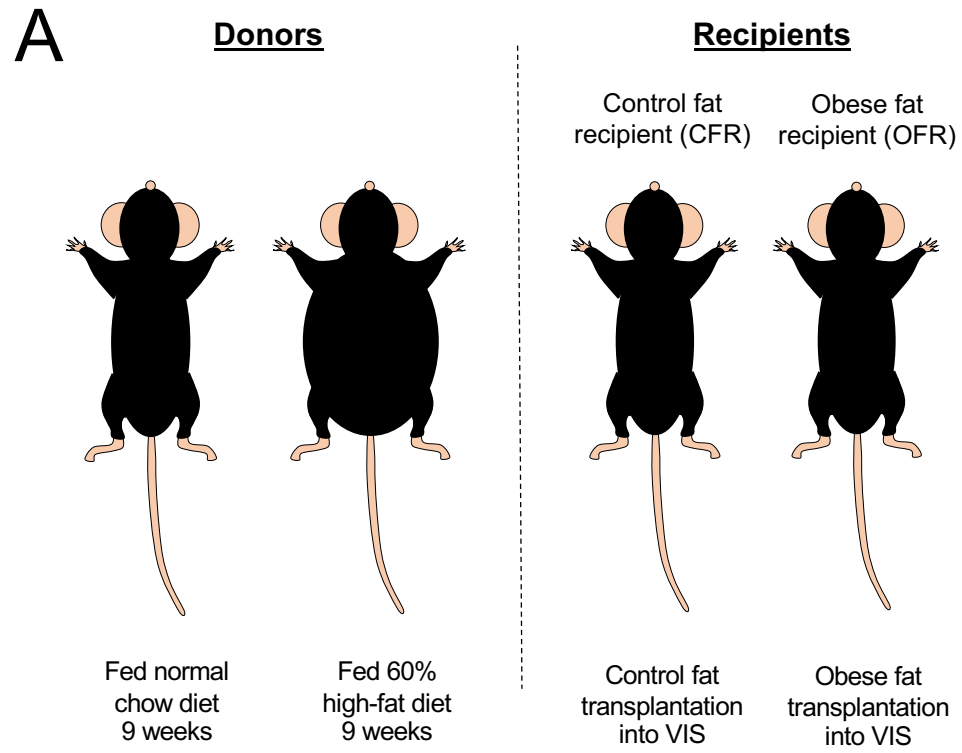 A
Donors
Recipients
Control fat
recipient (CFR)
Obese fat
recipient (OFR)
Fed normal
chow diet
9 weeks
Fed 60%
high-fat diet
9 weeks
Control fat
transplantation
into VIS
Obese fat
transplantation
into VIS